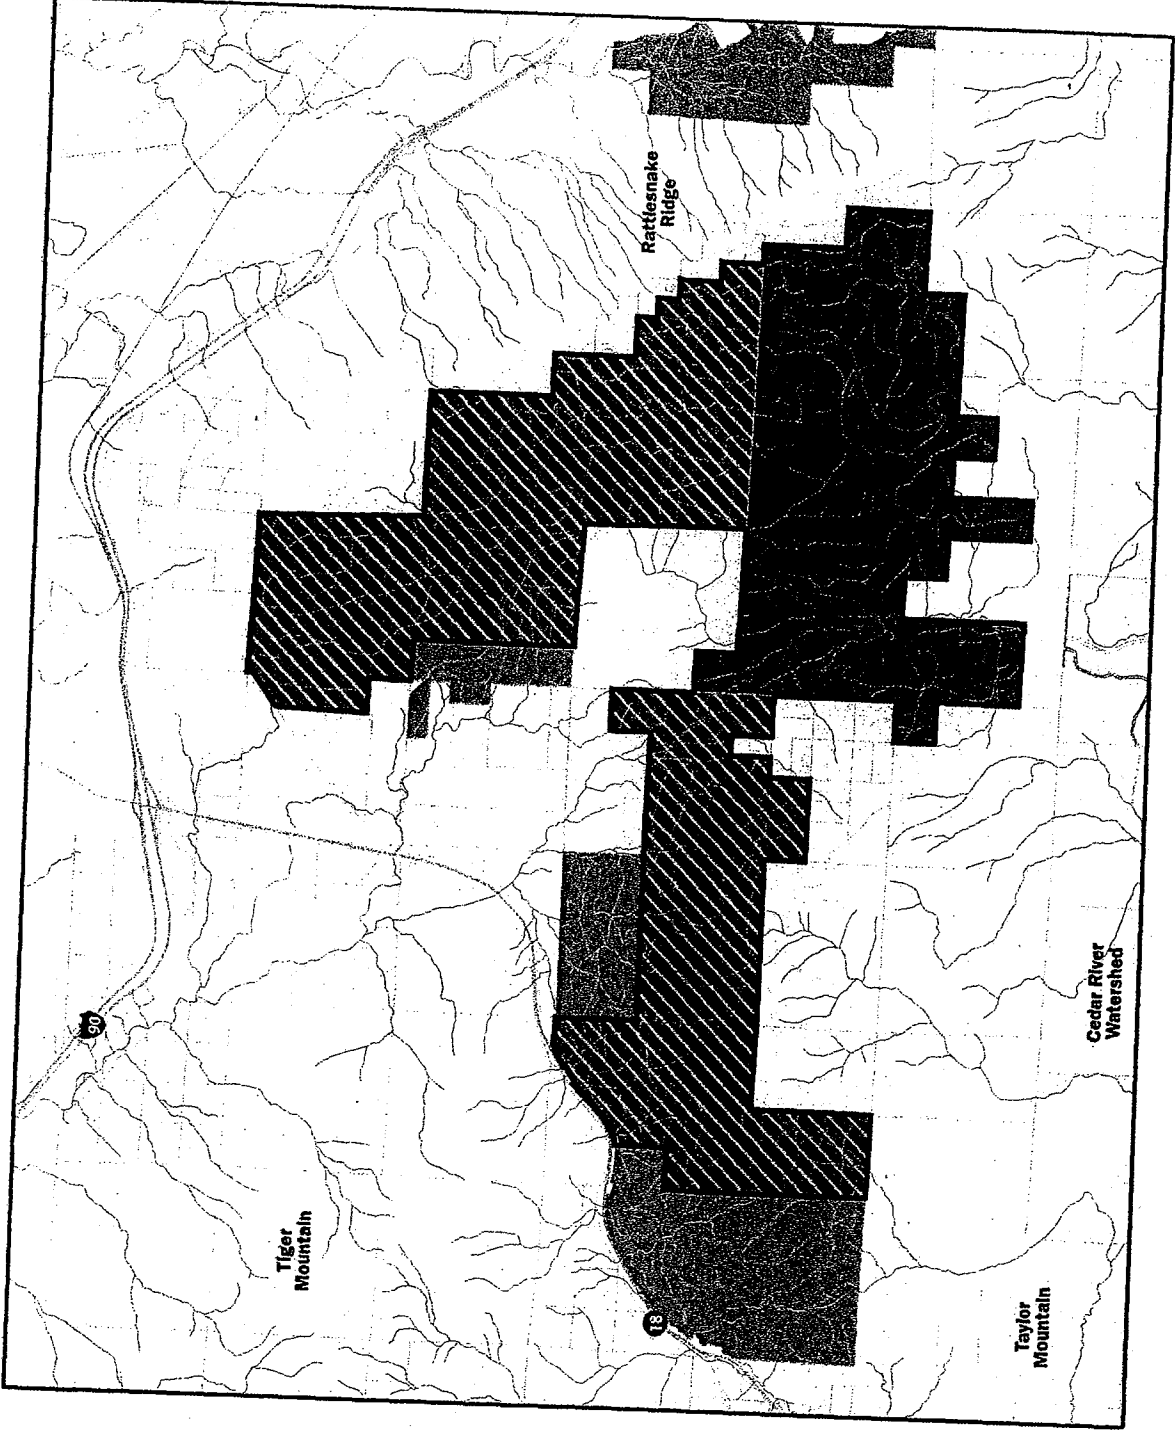 Rattlesnake
Ridge
90
Tiger
Mountain
18
Taylor
Mountain
Cedar River
Watershed